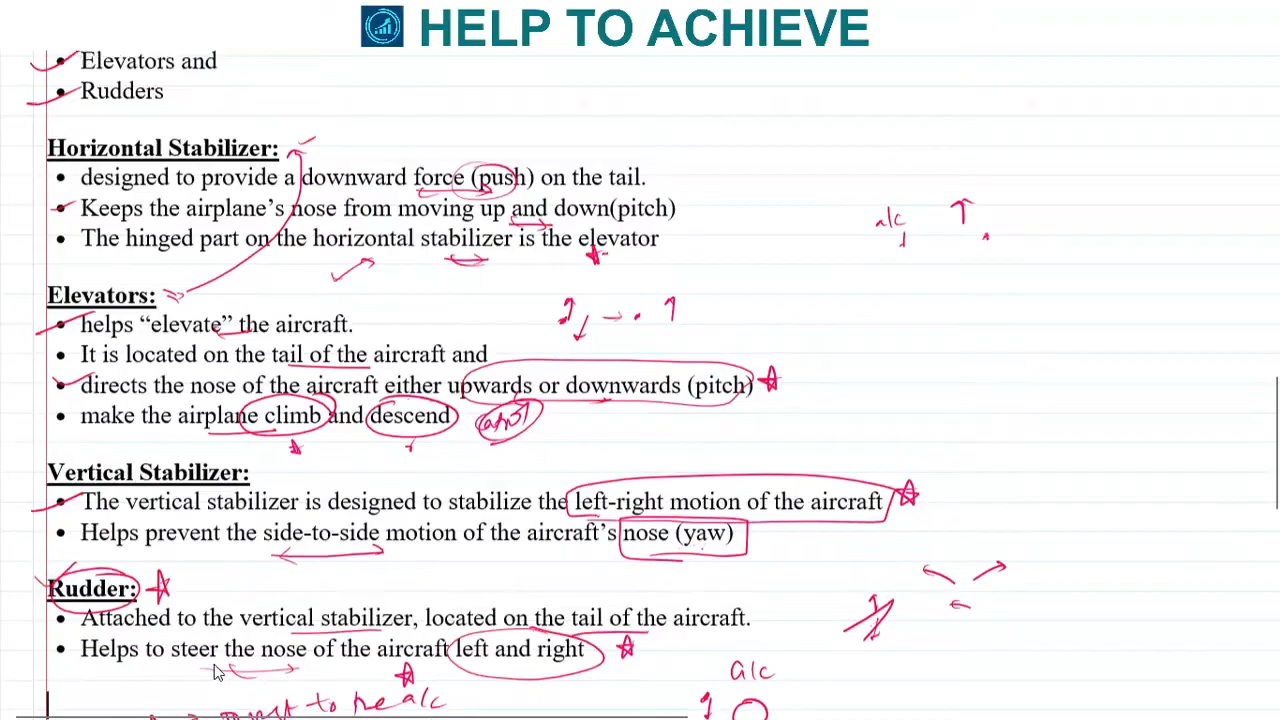 HELP TO ACHIEVE
• Elevators and
• Rudders
Horizontal Stabilizer:
• designed to provide a downward force (push) on the tail.
• Keeps the airplane’s nose from moving up and down(pitch)
• The hinged part on the horizontal stabilizer is the elevator
a/c
Elevators:
• helps “elevate” the aircraft.
• It is located on the tail of the aircraft and
• directs the nose of the aircraft either upwards or downwards (pitch)
• make the airplane climb and descend
Vertical Stabilizer:
• The vertical stabilizer is designed to stabilize the left-right motion of the aircraft
• Helps prevent the side-to-side motion of the aircraft’s nose (yaw)
Rudder:
• Attached to the vertical stabilizer, located on the tail of the aircraft.
• Helps to steer the nose of the aircraft left and right
a/c
to the a/c